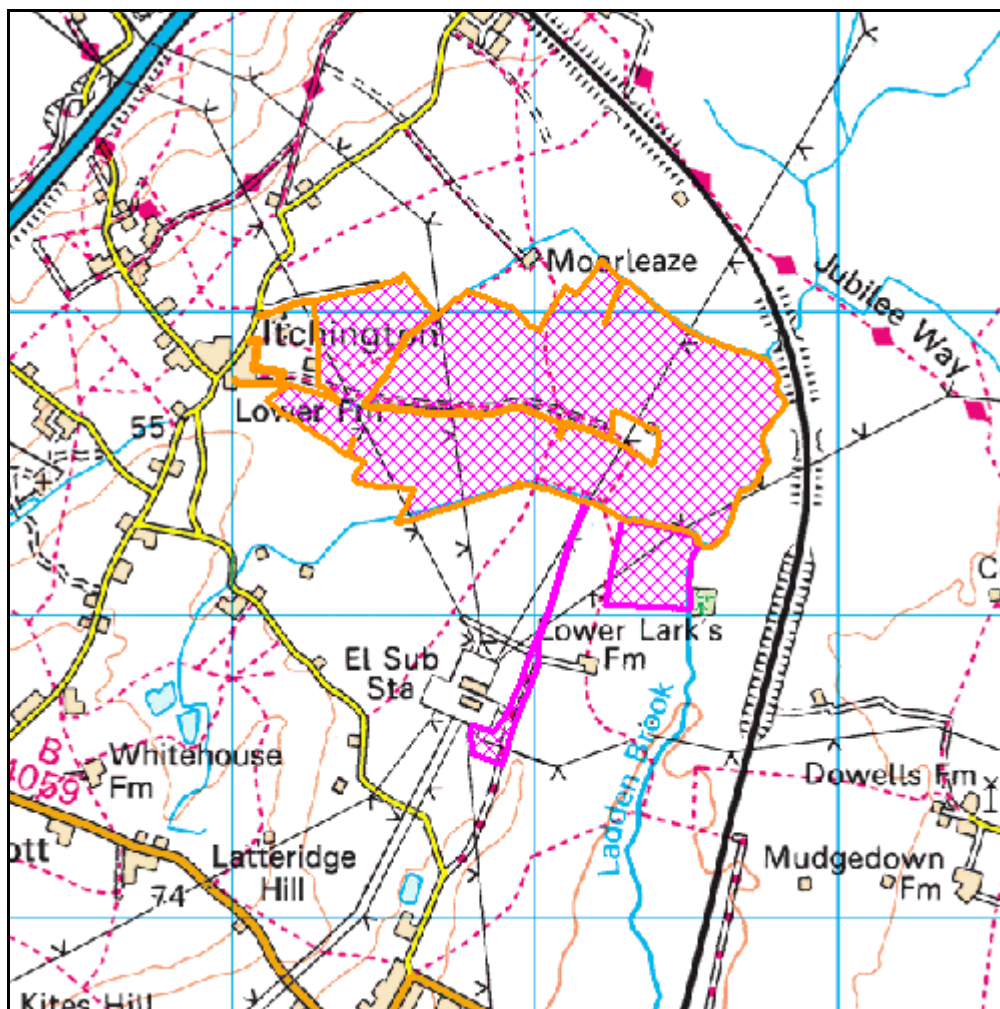 Moorleaze
Jubilee Way
Itchington
Lower Fm
55
El Sub
Sta
Lower Lark's
Fm
B
4059
Whitehouse
Fm
Ladden Brook
Dowells Fm
Latteridge
Hill
74
Mudgedown
Fm
ott
C
Kites Hill